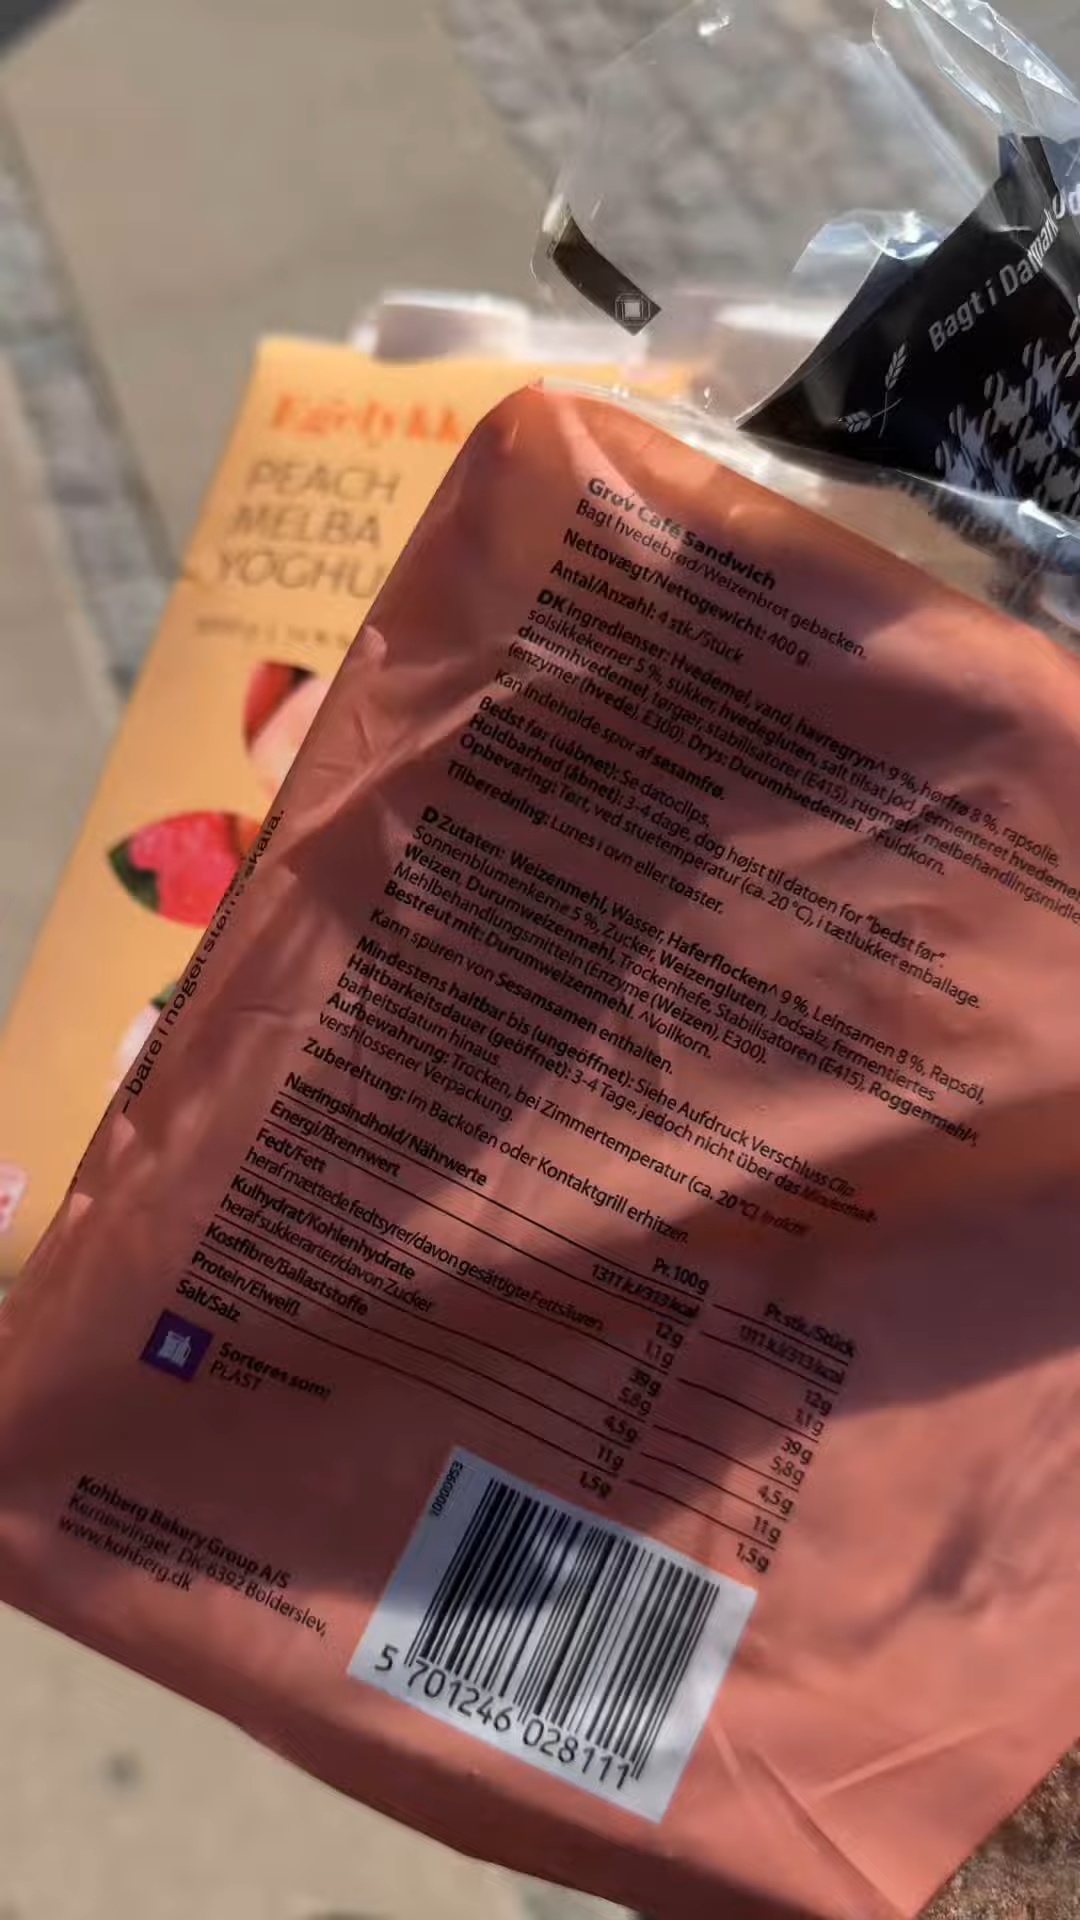 Bagt i Danmark
Egelykke
PEACH
MELBA
YOGHU
– bare i noget større skala.
Grov Café Sandwich
Bagt hvedebrød/Weizenbrot gebacken.
Nettovægt/Nettogewicht: 400 g
Antal/Anzahl: 4 stk./Stück
DK Ingredienser: Hvedemel, vand, havregryn^ 9 %, hørfrø 8 %, rapsolie,
solsikkekerner 5 %, sukker, hvedegluten, salt tilsat jod, fermenteret hvedemel,
durumhvedemel, tørgær, stabilisatorer (E415), rugmel^, melbehandlingsmidle
(enzymer (hvede), E300). Drys: Durumhvedemel. ^Fuldkorn.
Kan indeholde spor af sesamfrø.
Bedst før: (uåbnet): Se datoclips.
Holdbarhed (åbnet): 3-4 dage, dog højst til datoen for "bedst før".
Opbevaring: Tørt, ved stuetemperatur (ca. 20 °C), i tætlukket emballage.
Tilberedning: Lunes i ovn eller toaster.
D Zutaten: Weizenmehl, Wasser, Haferflocken^ 9 %, Leinsamen 8 %, Rapsöl,
Sonnenblumenkerne 5 %, Zucker, Weizengluten, Jodsalz, fermentiertes
Weizen. Durumweizenmehl, Trockenhefe, Stabilisatoren (E415), Roggenmehl^,
Mehlbehandlungsmitteln (Enzyme (Weizen), E300).
Bestreut mit: Durumweizenmehl. ^Vollkorn.
Kann spuren von Sesamsamen enthalten.
Mindestens haltbar bis (ungeöffnet): Siehe Aufdruck Verschluss Clip.
Haltbarkeitsdauer (geöffnet): 3-4 Tage, jedoch nicht über das Mindesthalt-
barheitsdatum hinaus.
Aufbewahrung: Trocken, bei Zimmertemperatur (ca. 20 °C), in dicht
vershlossener Verpackung.
Zubereitung: Im Backofen oder Kontaktgrill erhitzen.
Næringsindhold/Nährwerte Pr. 100g Pr. stk./Stück
Energi/Brennwert 1311 kJ/313 kcal 1311 kJ/313 kcal
Fedt/Fett 12g 12g
heraf mættede fedtsyrer/davon gesättigte Fettsäuren 1,1g 1,1g
Kulhydrat/Kohlenhydrate 39g 39g
heraf sukkerarter/davon Zucker 5,8g 5,8g
Kostfibre/Ballaststoffe 4,5g 4,5g
Protein/Eiweiß 11g 11g
Salt/Salz 1,5g 1,5g
Sorteres som:
PLAST
Kohberg Bakery Group A/S
Kernesvinget, DK-6392 Bolderslev,
www.kohberg.dk
10000953
5 701246 028111